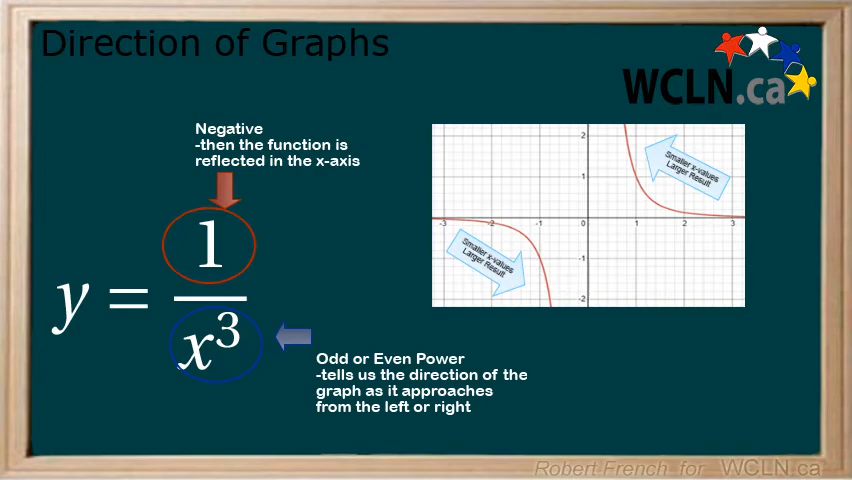 Direction of Graphs
WCLN.ca
Negative
-then the function is
reflected in the x-axis
y = 1/x³
Odd or Even Power
-tells us the direction of the
graph as it approaches
from the left or right
2
1
-3 -2 -1 0 1 2 3
-1
-2
Smaller x-values
Larger Result
Smaller x-values
Larger Result
Robert French for WCLN.ca